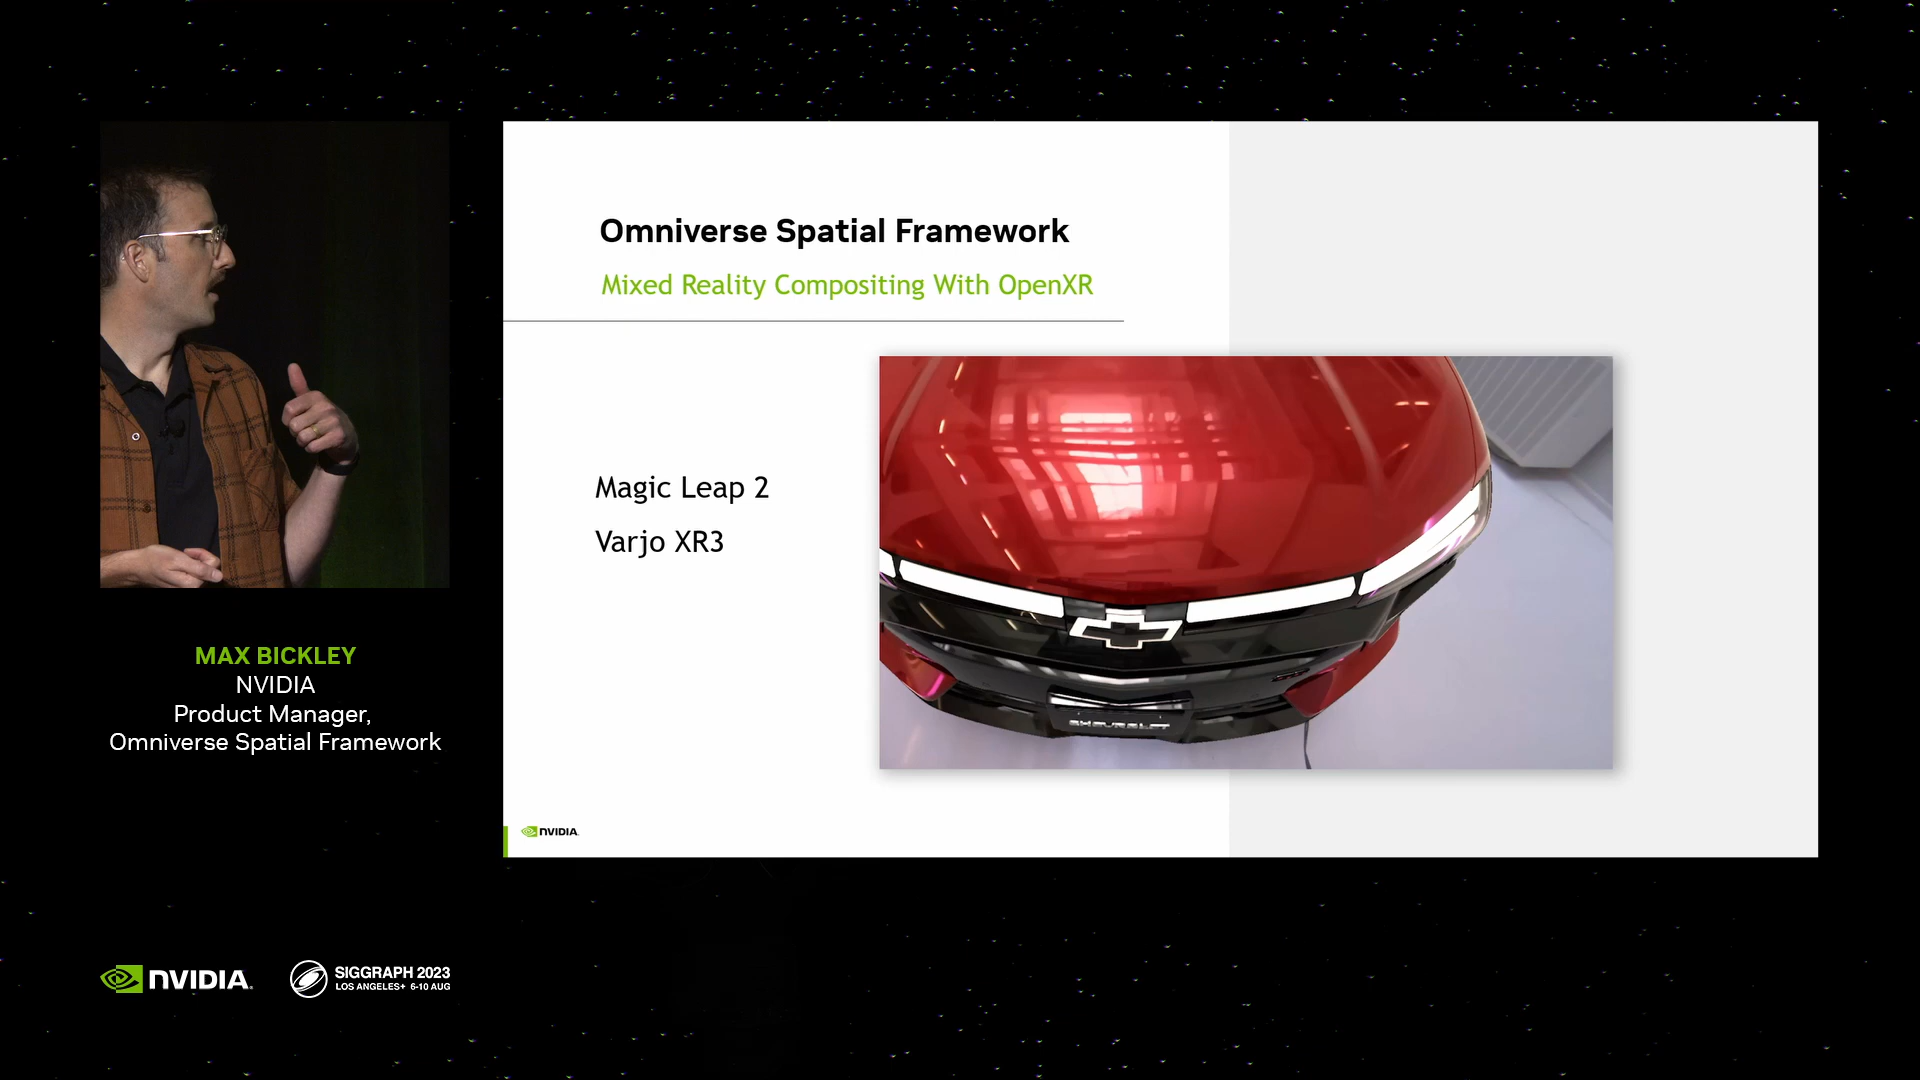 Omniverse Spatial Framework
Mixed Reality Compositing With OpenXR
Magic Leap 2
Varjo XR3
CHEVROLET
NVIDIA
MAX BICKLEY
NVIDIA
Product Manager,
Omniverse Spatial Framework
NVIDIA
SIGGRAPH 2023
LOS ANGELES+ 6-10 AUG